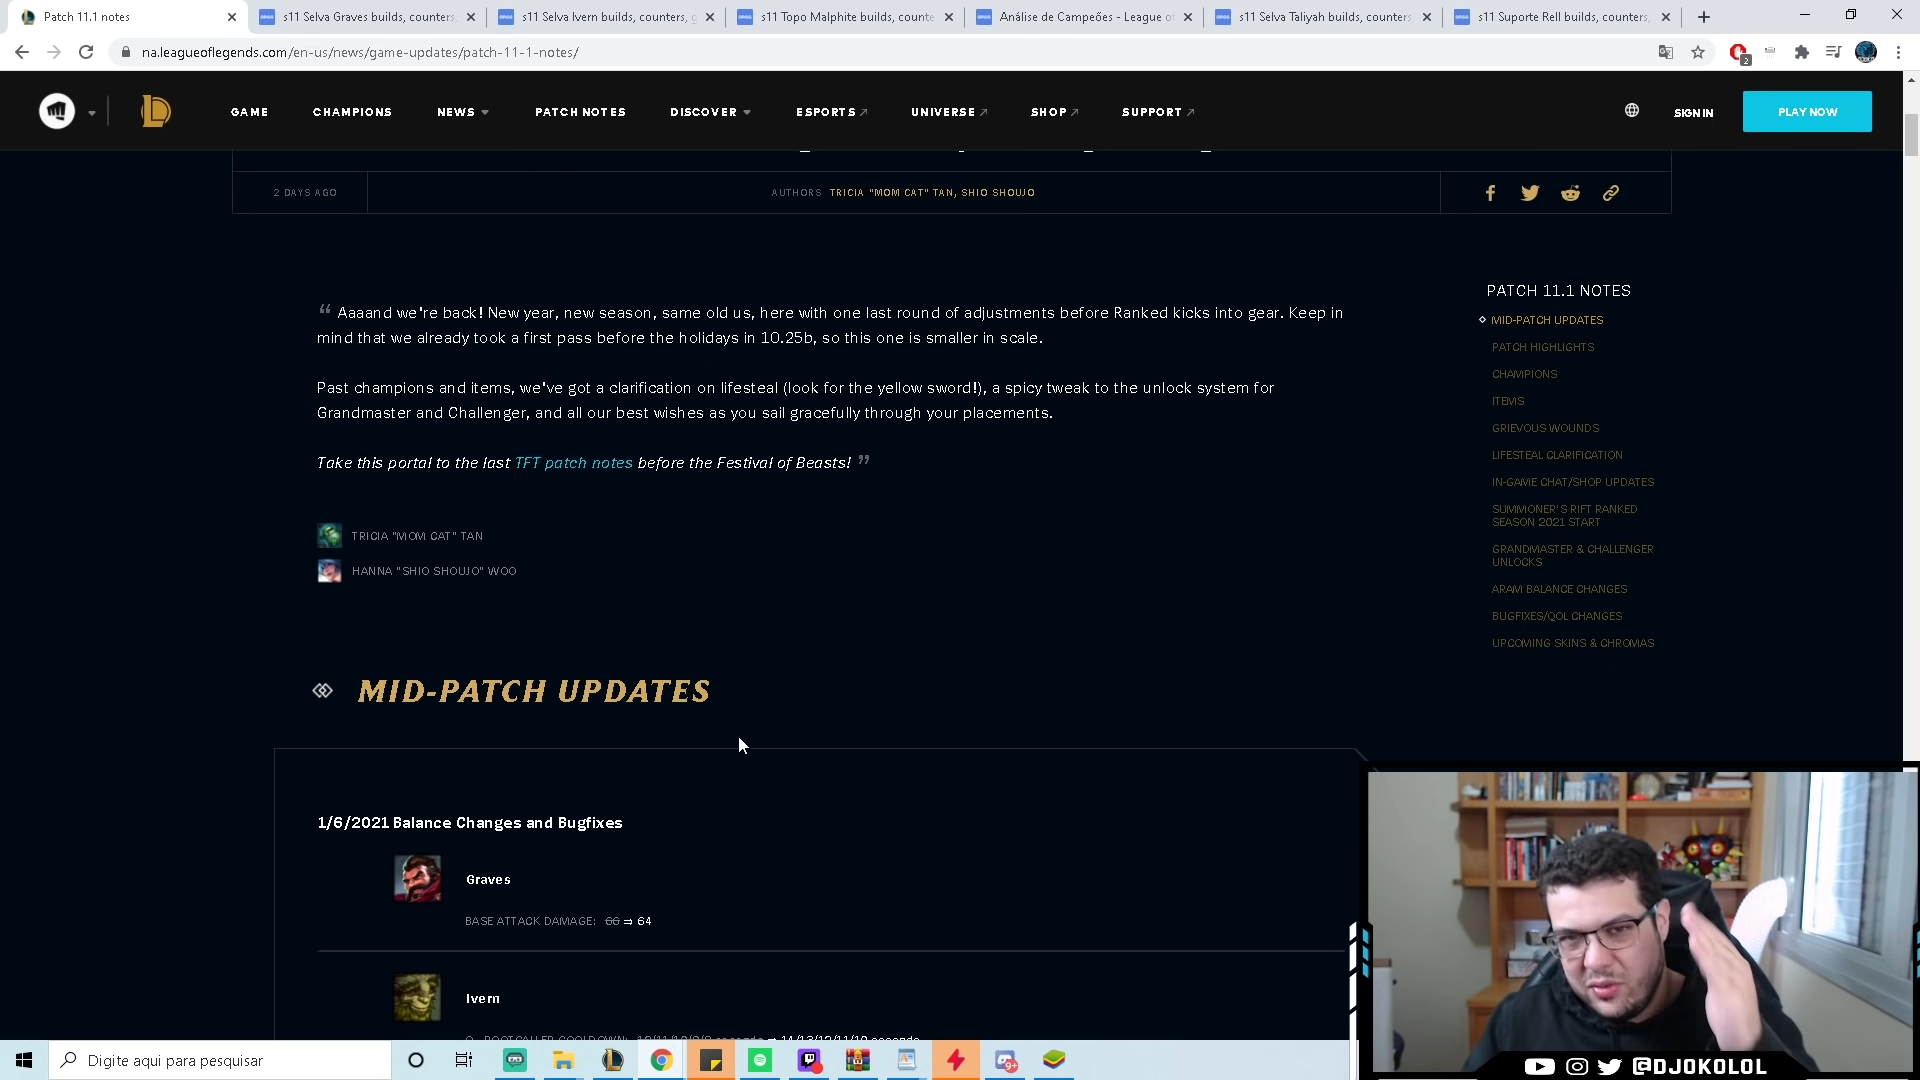 Patch 11.1 notes
s11 Selva Graves builds, counters,
s11 Selva Ivern builds, counters, g
s11 Topo Malphite builds, counte
Análise de Campeões - League o
s11 Selva Taliyah builds, counters
s11 Suporte Rell builds, counters,
na.leagueoflegends.com/en-us/news/game-updates/patch-11-1-notes/
2
GAME
CHAMPIONS
NEWS
PATCH NOTES
DISCOVER
ESPORTS
UNIVERSE
SHOP
SUPPORT
SIGN IN
PLAY NOW
2 DAYS AGO
AUTHORS TRICIA "MOM CAT" TAN, SHIO SHOUJO
“ Aaaand we're back! New year, new season, same old us, here with one last round of adjustments before Ranked kicks into gear. Keep in
mind that we already took a first pass before the holidays in 10.25b, so this one is smaller in scale.
Past champions and items, we've got a clarification on lifesteal (look for the yellow sword!), a spicy tweak to the unlock system for
Grandmaster and Challenger, and all our best wishes as you sail gracefully through your placements.
Take this portal to the last TFT patch notes before the Festival of Beasts! ”
TRICIA "MOM CAT" TAN
HANNA "SHIO SHOUJO" WOO
PATCH 11.1 NOTES
MID-PATCH UPDATES
PATCH HIGHLIGHTS
CHAMPIONS
ITEMS
GRIEVOUS WOUNDS
LIFESTEAL CLARIFICATION
IN-GAME CHAT/SHOP UPDATES
SUMMONER'S RIFT RANKED
SEASON 2021 START
GRANDMASTER & CHALLENGER
UNLOCKS
ARAM BALANCE CHANGES
BUGFIXES/QOL CHANGES
UPCOMING SKINS & CHROMAS
MID-PATCH UPDATES
1/6/2021 Balance Changes and Bugfixes
Graves
BASE ATTACK DAMAGE: 66 ⇒ 64
Ivern
Digite aqui para pesquisar
@DJOKOLOL